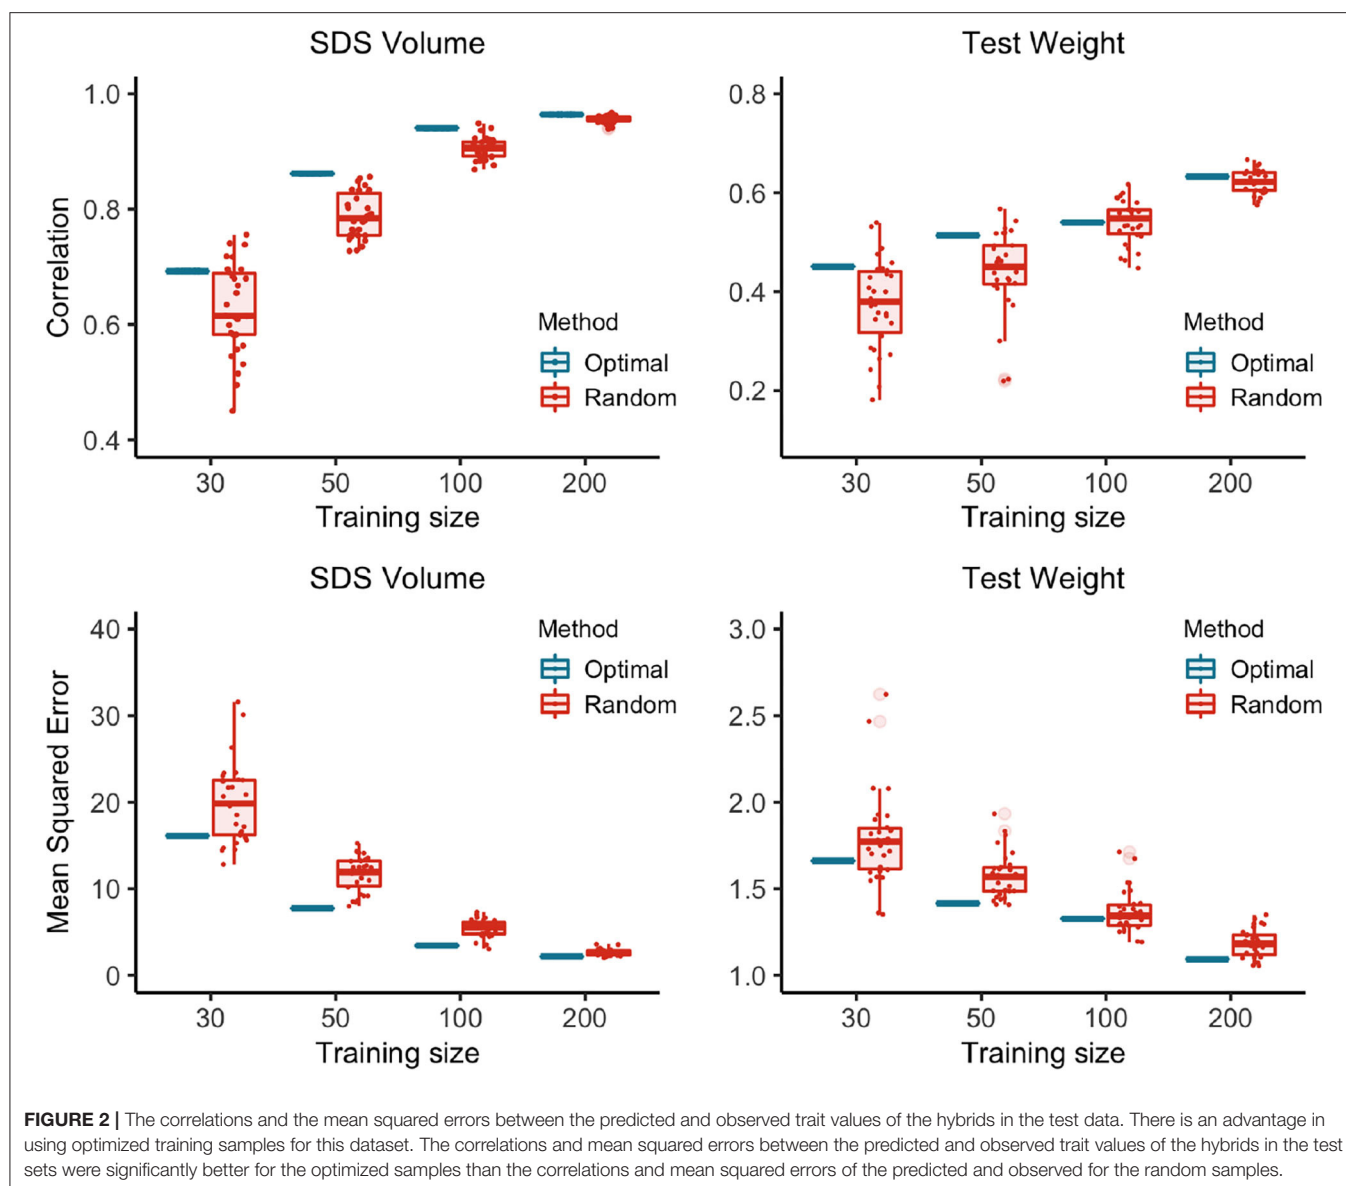 SDS Volume
Correlation
1.0
0.8
0.6
0.4
Method
Optimal
Random
30 50 100 200
Training size
Test Weight
0.8
0.6
0.4
0.2
Method
Optimal
Random
30 50 100 200
Training size
SDS Volume
Mean Squared Error
40
30
20
10
0
Method
Optimal
Random
30 50 100 200
Training size
Test Weight
3.0
2.5
2.0
1.5
1.0
Method
Optimal
Random
30 50 100 200
Training size
FIGURE 2 | The correlations and the mean squared errors between the predicted and observed trait values of the hybrids in the test data. There is an advantage in
using optimized training samples for this dataset. The correlations and mean squared errors between the predicted and observed trait values of the hybrids in the test
sets were significantly better for the optimized samples than the correlations and mean squared errors of the predicted and observed for the random samples.